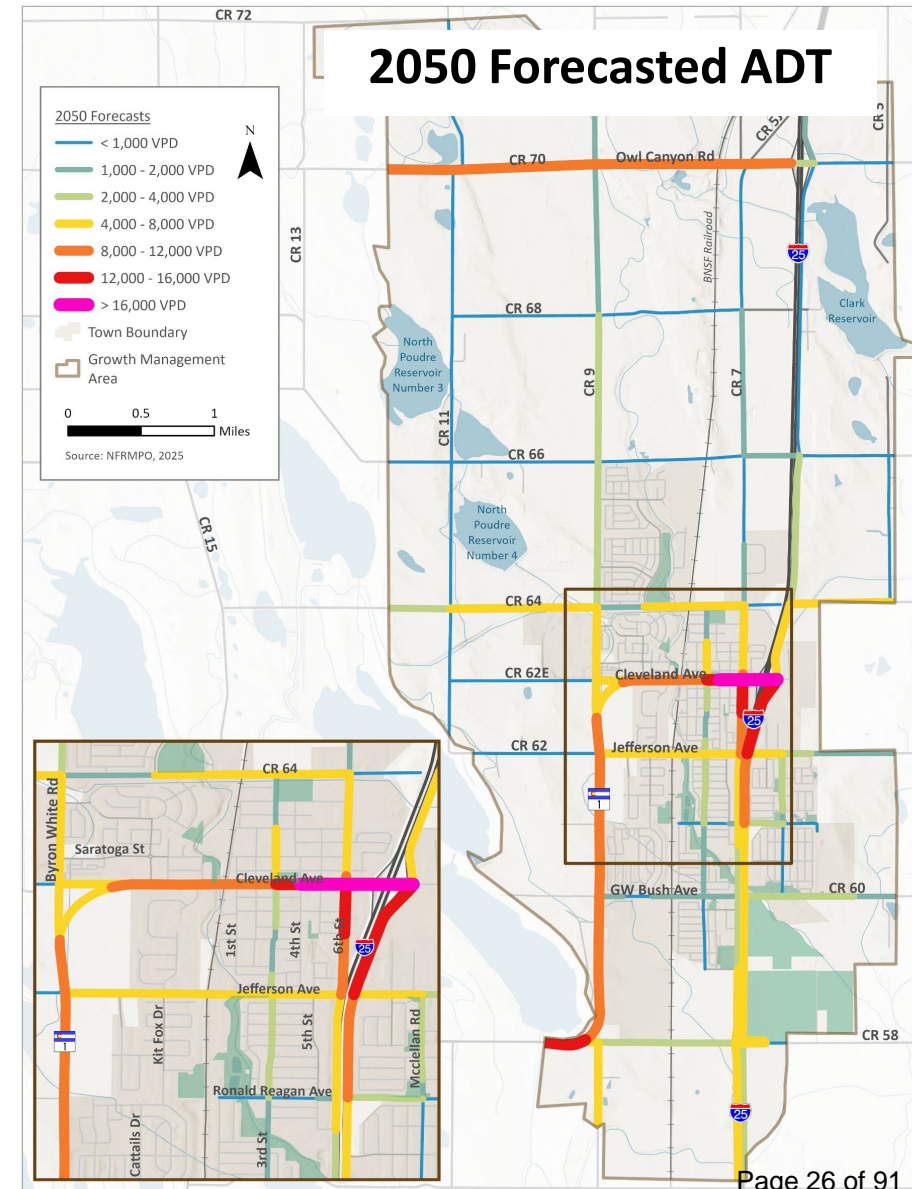 CR 72
2050 Forecasted ADT
2050 Forecasts
N
< 1,000 VPD
1,000 - 2,000 VPD
2,000 - 4,000 VPD
4,000 - 8,000 VPD
8,000 - 12,000 VPD
12,000 - 16,000 VPD
> 16,000 VPD
Town Boundary
Growth Management
Area
0 0.5 1
Miles
Source: NFRMPO, 2025
CR 5
CR 70
Owl Canyon Rd
CR 13
BNSF Railroad
25
Clark
Reservoir
CR 68
North
Poudre
Reservoir
Number 3
CR 9
CR 7
CR 11
CR 66
CR 15
North
Poudre
Reservoir
Number 4
CR 64
CR 62E
Cleveland Ave
25
CR 62
Jefferson Ave
1
GW Bush Ave
CR 60
CR 58
25
CR 64
Byron White Rd
Saratoga St
Cleveland Ave
1st St
4th St
6th St
25
Jefferson Ave
1
Kit Fox Dr
5th St
Mcclellan Rd
Ronald Reagan Ave
Cattails Dr
3rd St
Page 26 of 91